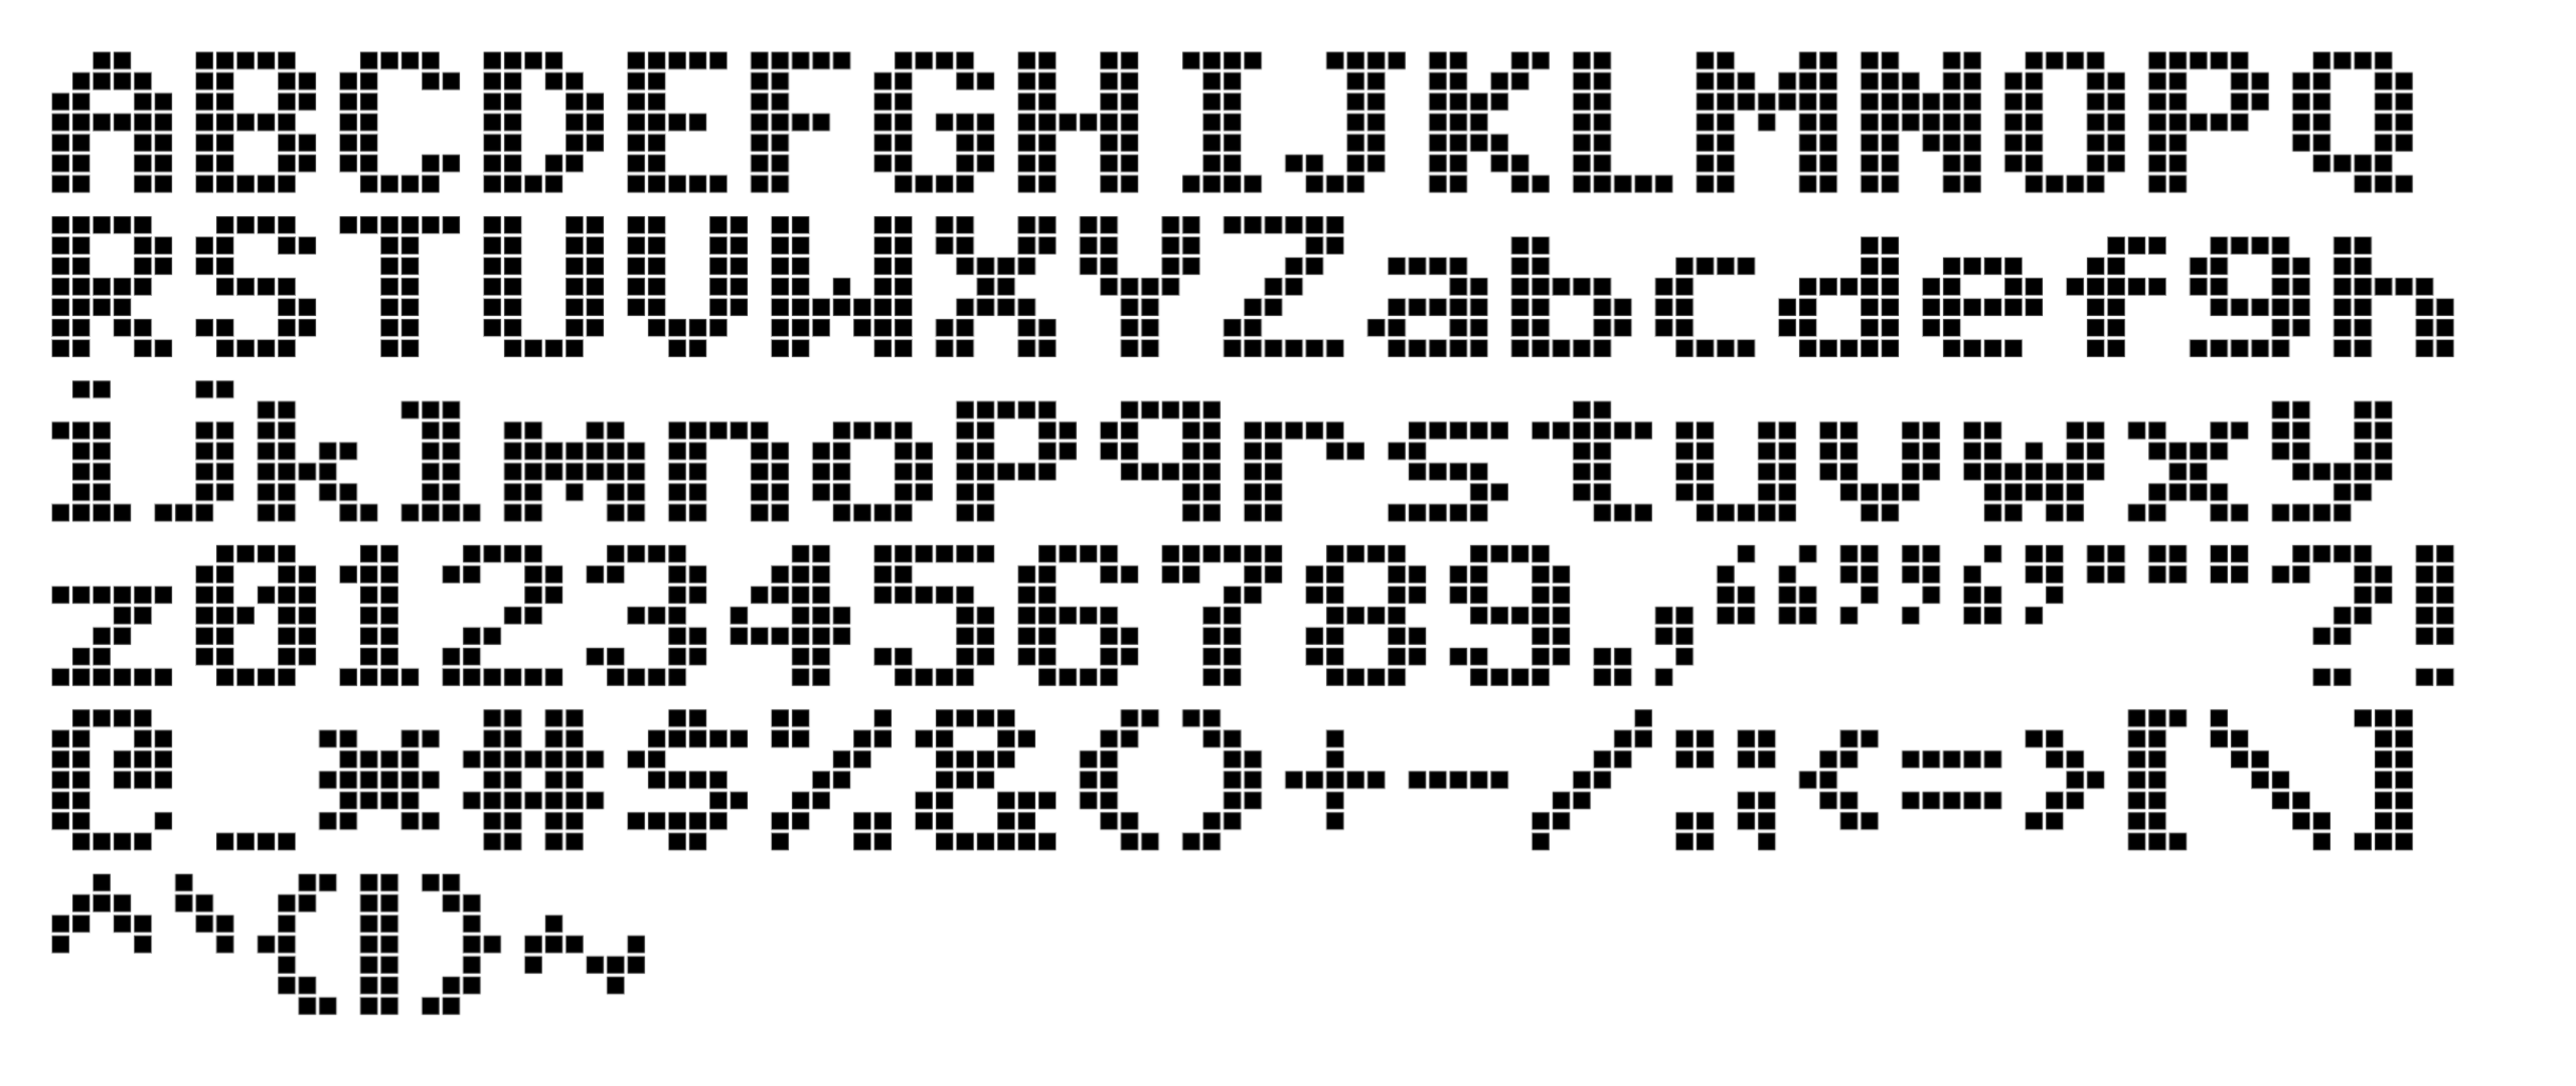 ABCDEFGHIJKLMNOPQ
RSTUVWXYZabcdefgh
ijklmnopqrstuvwxy
z0123456789.,“”‘’"""?!
@_*#$%&()+-/:;<=>[\]
^`{|}~